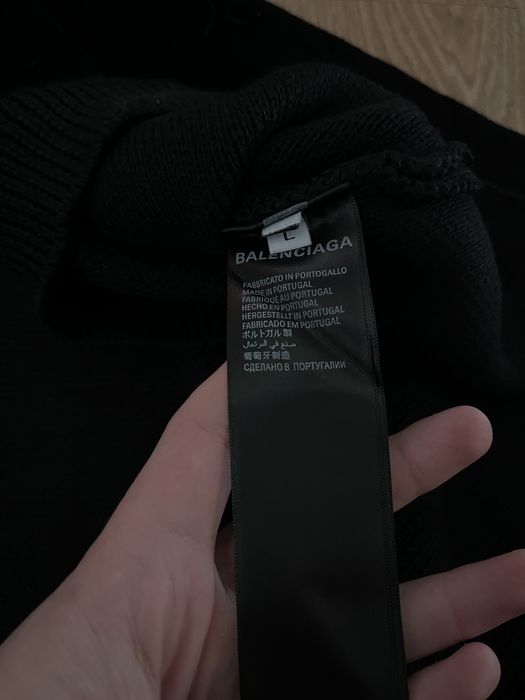 L
BALENCIAGA
FABBRICATO IN PORTOGALLO
MADE IN PORTUGAL
FABRIQUÉ AU PORTUGAL
HECHO EN PORTUGAL
HERGESTELLT IN PORTUGAL
FABRICADO EM PORTUGAL
ポルトガル製
صنع في البرتغال
葡萄牙制造
СДЕЛАНО В ПОРТУГАЛИИ